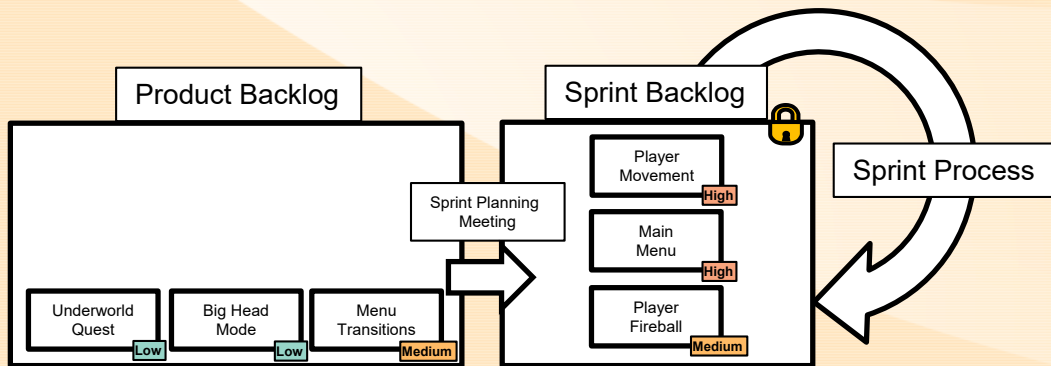 Product Backlog
Underworld
Quest
Low
Big Head
Mode
Low
Menu
Transitions
Medium
Sprint Planning
Meeting
Sprint Backlog
Player
Movement
High
Main
Menu
High
Player
Fireball
Medium
Sprint Process